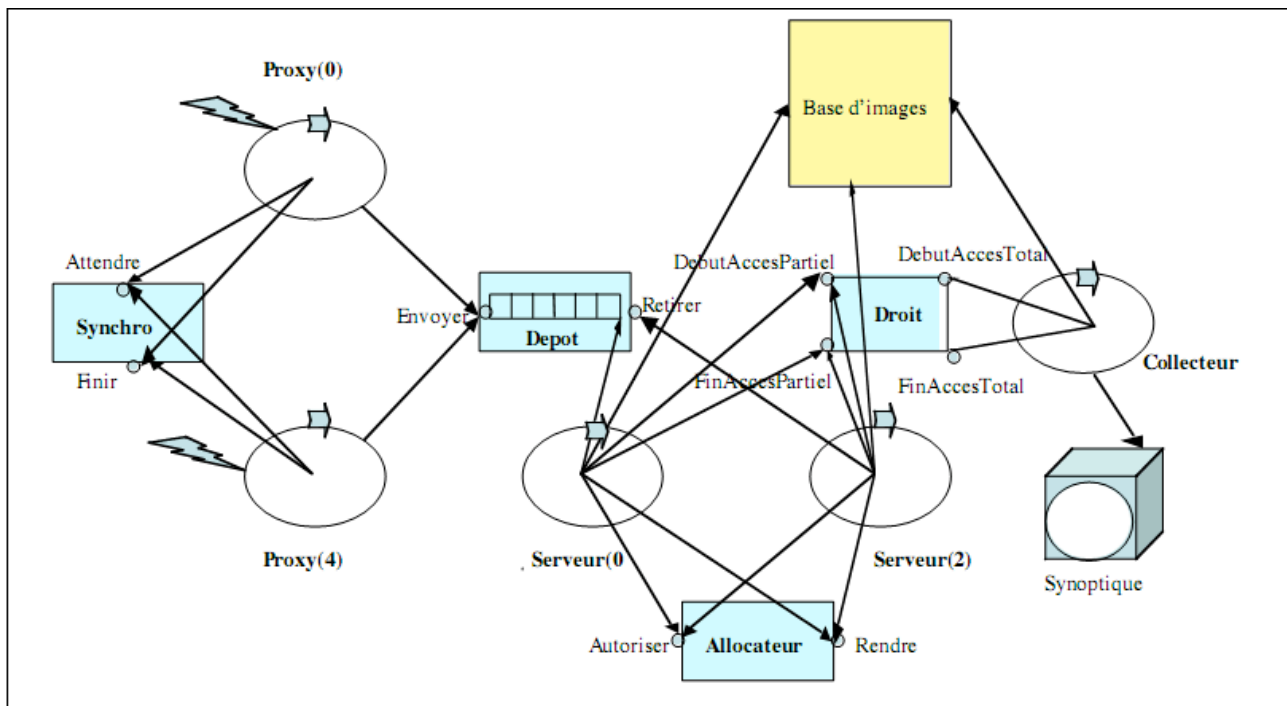 Proxy(0)
Base d'images
Attendre
DebutAccesPartiel
DebutAccesTotal
Synchro
Envoyer
Retirer
Droit
Depot
Finir
FinAccesPartiel
FinAccesTotal
Collecteur
Proxy(4)
Serveur(0
Serveur(2)
Synoptique
Autoriser
Allocateur
Rendre